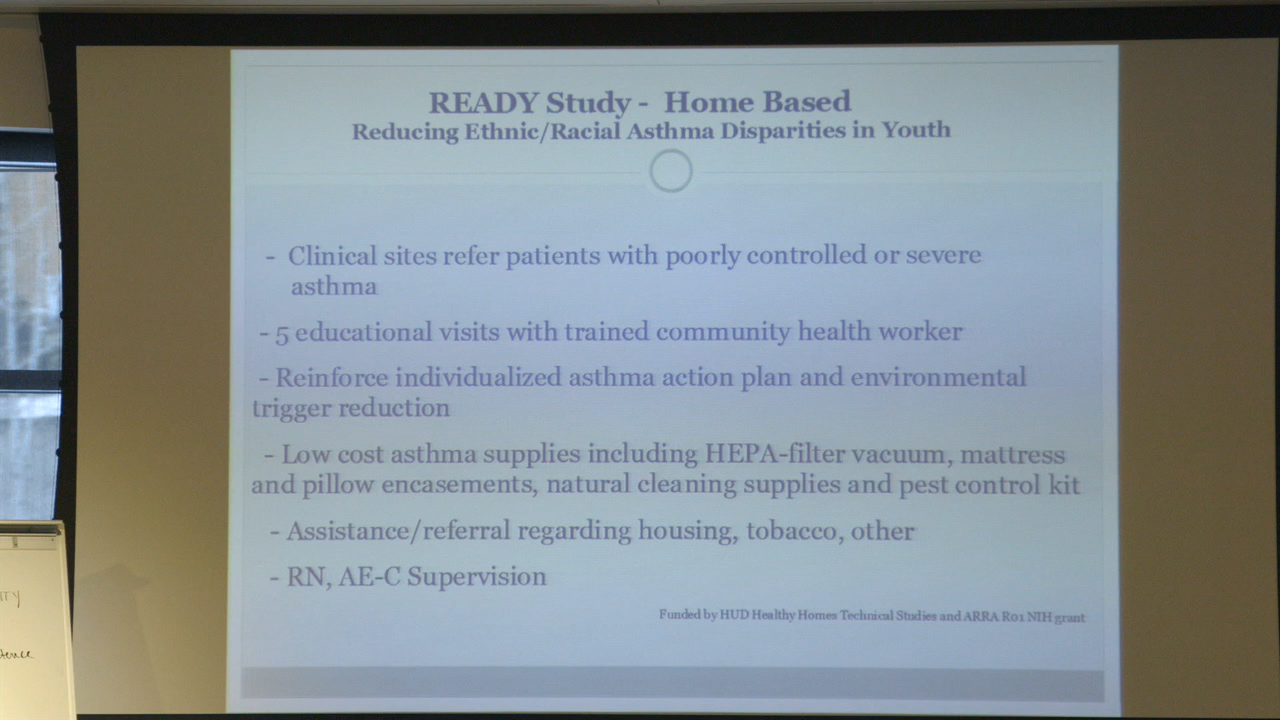 READY Study - Home Based
Reducing Ethnic/Racial Asthma Disparities in Youth
- Clinical sites refer patients with poorly controlled or severe
asthma
- 5 educational visits with trained community health worker
- Reinforce individualized asthma action plan and environmental
trigger reduction
- Low cost asthma supplies including HEPA-filter vacuum, mattress
and pillow encasements, natural cleaning supplies and pest control kit
- Assistance/referral regarding housing, tobacco, other
- RN, AE-C Supervision
Funded by HUD Healthy Homes Technical Studies and ARRA R01 NIH grant